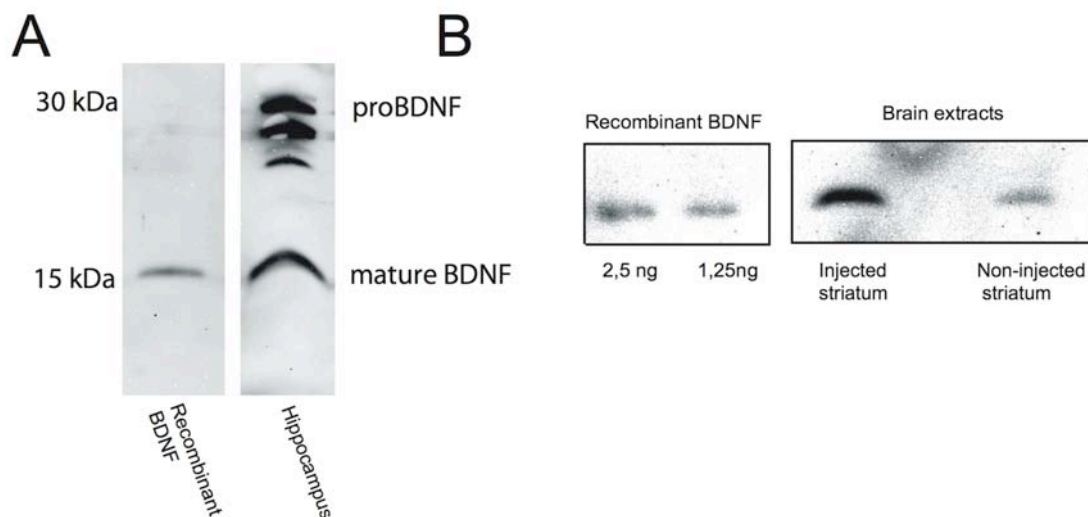 A
B
30 kDa
proBDNF
15 kDa
mature BDNF
Recombinant
BDNF
Hippocampus
Recombinant BDNF
Brain extracts
2,5 ng
1,25ng
Injected
striatum
Non-injected
striatum